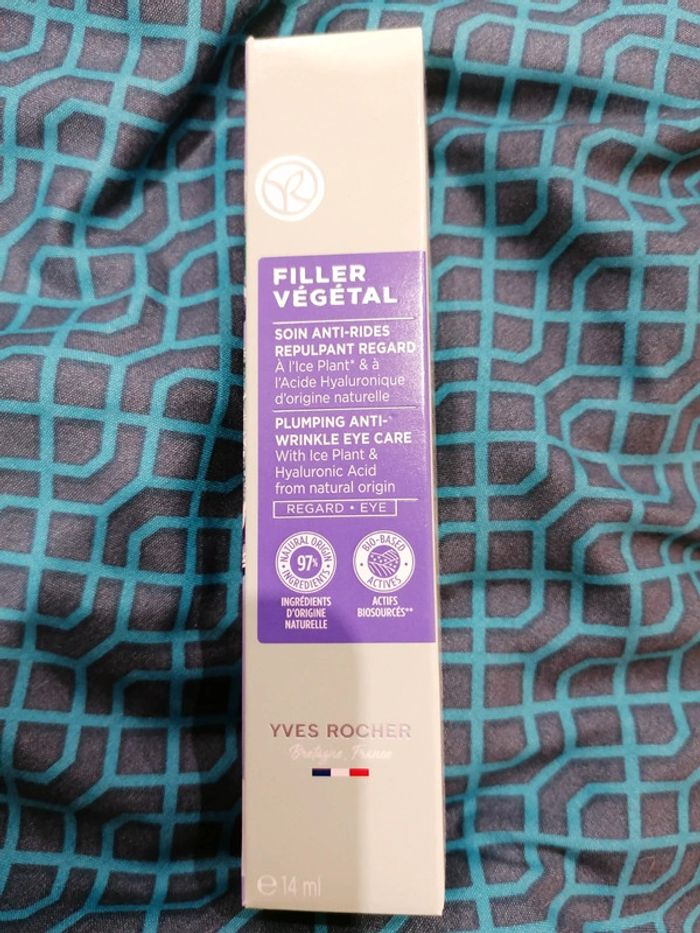 FILLER
VÉGÉTAL
SOIN ANTI-RIDES
REPULPANT REGARD
À l'Ice Plant* & à
l'Acide Hyaluronique
d'origine naturelle
PLUMPING ANTI-
WRINKLE EYE CARE
With Ice Plant &
Hyaluronic Acid
from natural origin
REGARD • EYE
NATURAL ORIGIN
97%
INGREDIENTS
INGRÉDIENTS
D'ORIGINE
NATURELLE
BIO-BASED
ACTIVES
ACTIFS
BIOSOURCÉS**
YVES ROCHER
Bretagne, France
℮ 14 ml